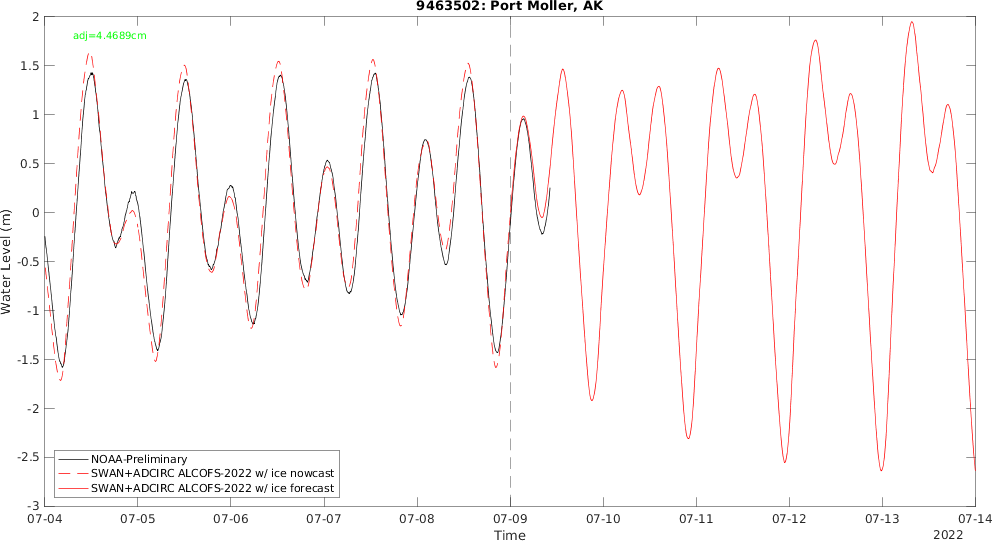 9463502: Port Moller, AK
adj=4.4689cm
Water Level (m)
2
1.5
1
0.5
0
-0.5
-1
-1.5
-2
-2.5
-3
NOAA-Preliminary
SWAN+ADCIRC ALCOFS-2022 w/ ice nowcast
SWAN+ADCIRC ALCOFS-2022 w/ ice forecast
07-04 07-05 07-06 07-07 07-08 07-09 07-10 07-11 07-12 07-13 07-14
Time
2022